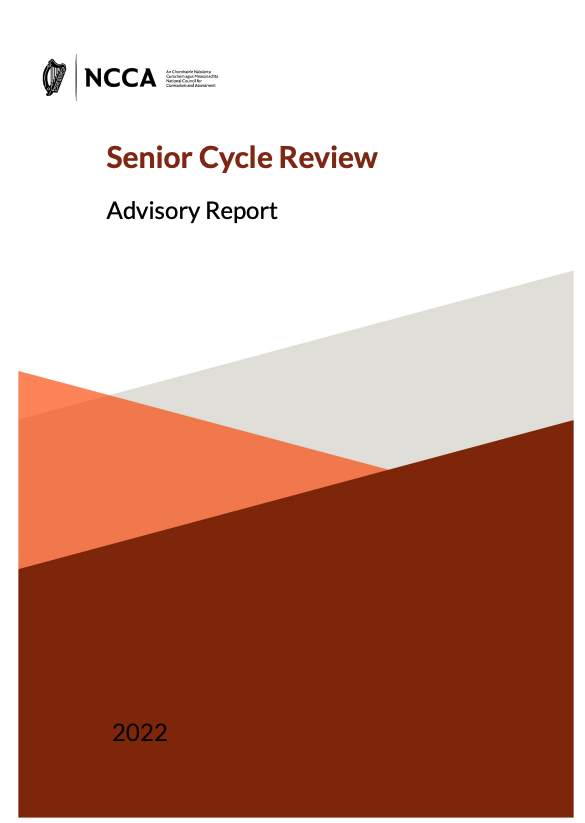 NCCA
An Chomhairle Náisiúnta
Curaclaim agus Measúnachta
National Council for
Curriculum and Assessment
Senior Cycle Review
Advisory Report
2022